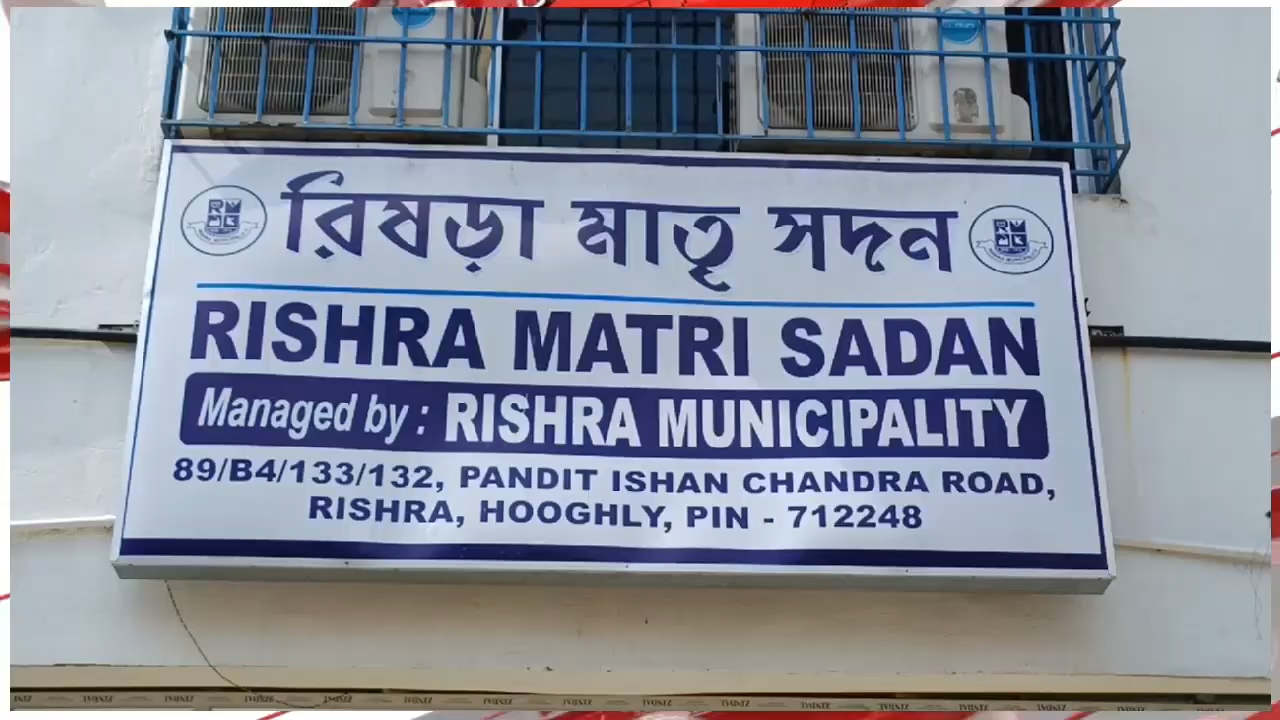 রিষড়া মাতৃ সদন
RISHRA MATRI SADAN
Managed by : RISHRA MUNICIPALITY
89/B4/133/132, PANDIT ISHAN CHANDRA ROAD,
RISHRA, HOOGHLY, PIN - 712248